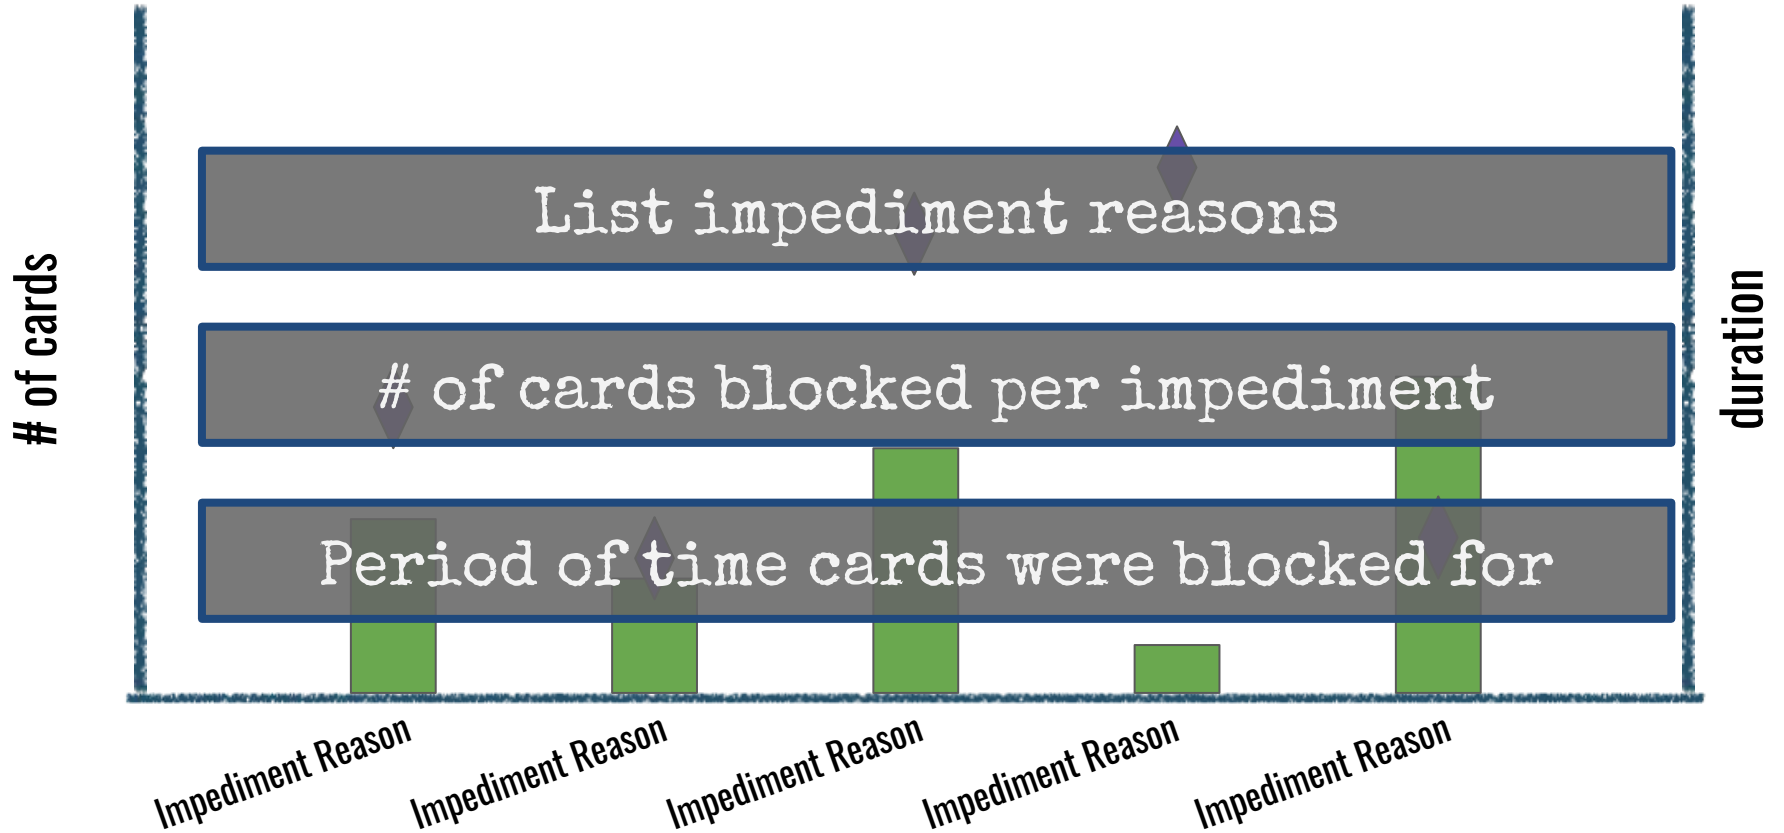 # of cards
List impediment reasons
# of cards blocked per impediment
Period of time cards were blocked for
duration
Impediment Reason
Impediment Reason
Impediment Reason
Impediment Reason
Impediment Reason